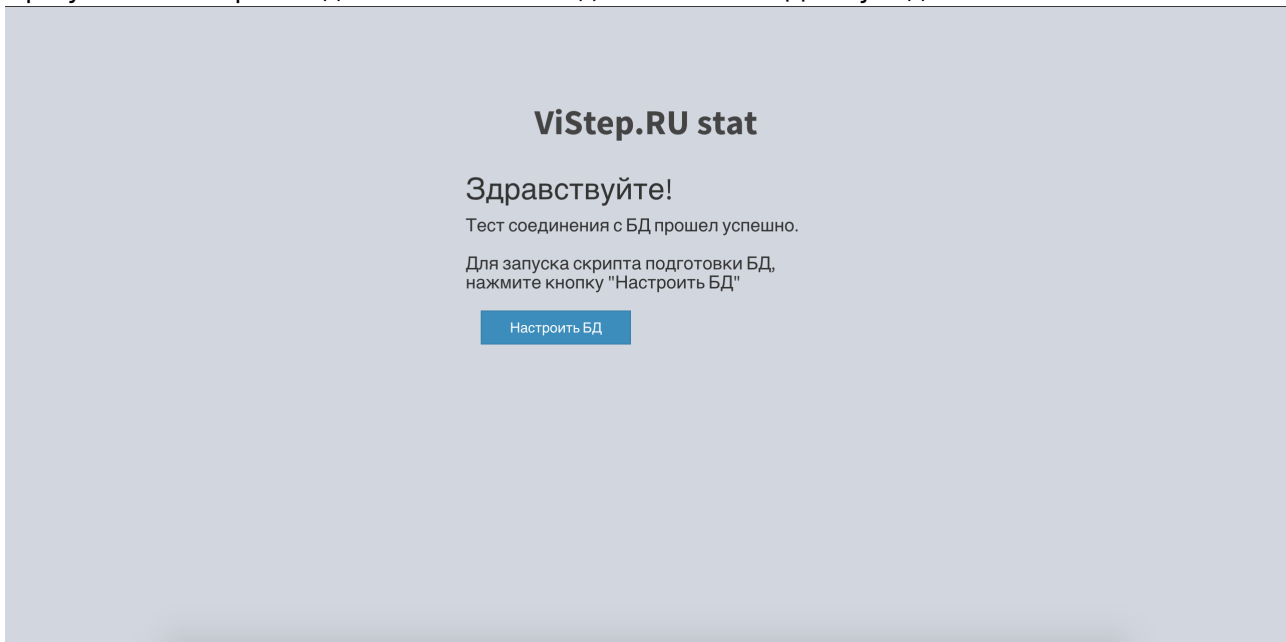 ViStep.RU stat
Здравствуйте!
Тест соединения с БД прошел успешно.
Для запуска скрипта подготовки БД,
нажмите кнопку "Настроить БД"
Настроить БД